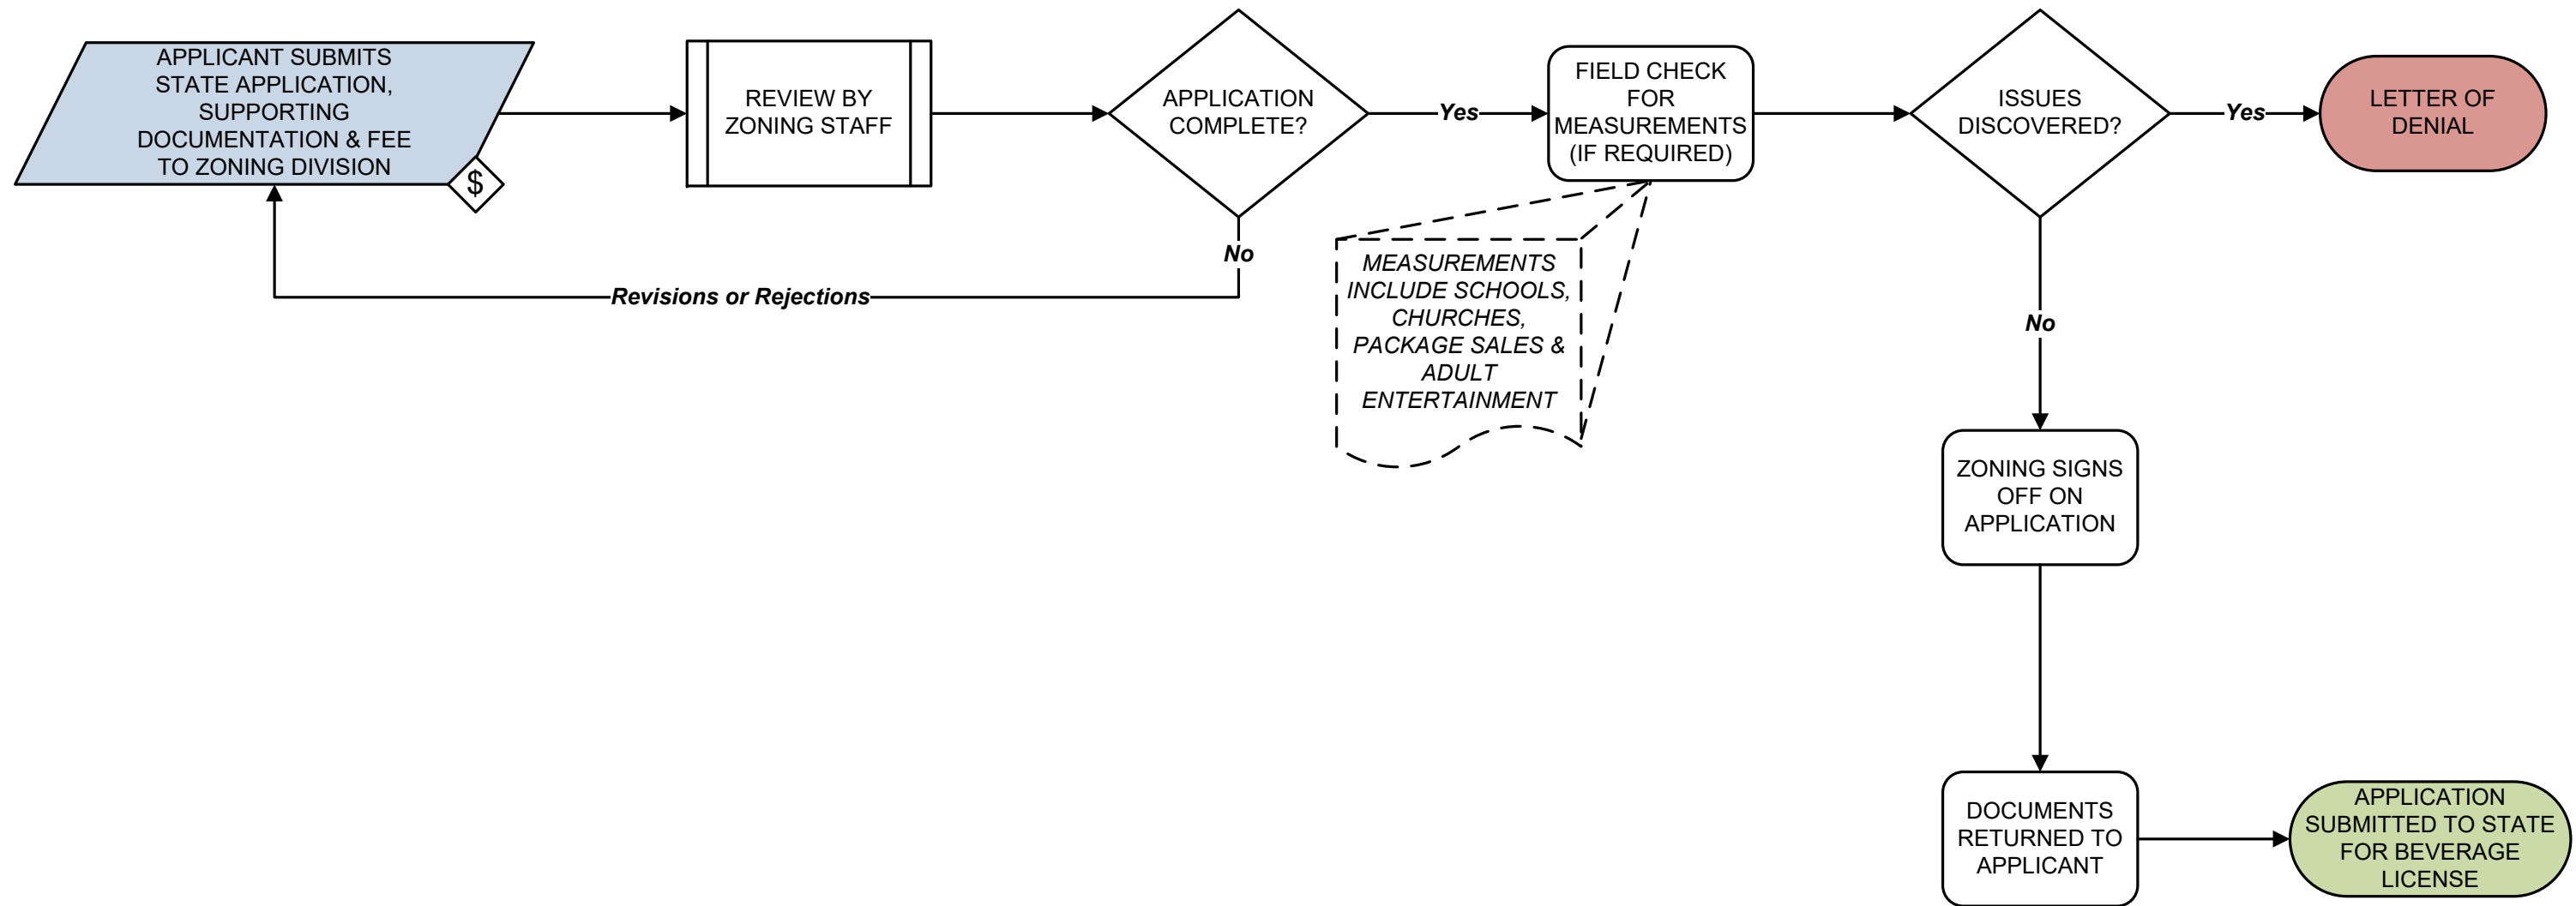 APPLICANT SUBMITS
STATE APPLICATION,
SUPPORTING
DOCUMENTATION & FEE
TO ZONING DIVISION
$
REVIEW BY
ZONING STAFF
APPLICATION
COMPLETE?
Yes
No
Revisions or Rejections
FIELD CHECK
FOR
MEASUREMENTS
(IF REQUIRED)
MEASUREMENTS
INCLUDE SCHOOLS,
CHURCHES,
PACKAGE SALES &
ADULT
ENTERTAINMENT
ISSUES
DISCOVERED?
Yes
LETTER OF
DENIAL
No
ZONING SIGNS
OFF ON
APPLICATION
DOCUMENTS
RETURNED TO
APPLICANT
APPLICATION
SUBMITTED TO STATE
FOR BEVERAGE
LICENSE